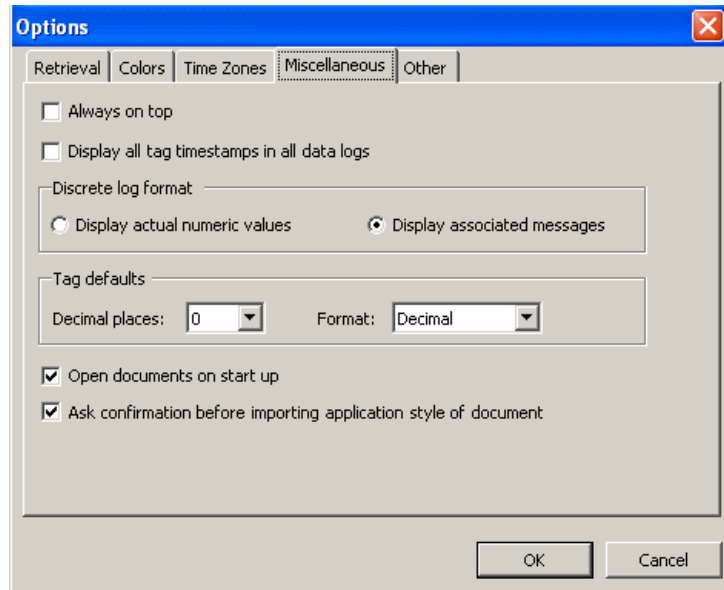 Options
Retrieval Colors Time Zones Miscellaneous Other
Always on top
Display all tag timestamps in all data logs
Discrete log format
Display actual numeric values Display associated messages
Tag defaults
Decimal places: 0 Format: Decimal
Open documents on start up
Ask confirmation before importing application style of document
OK Cancel